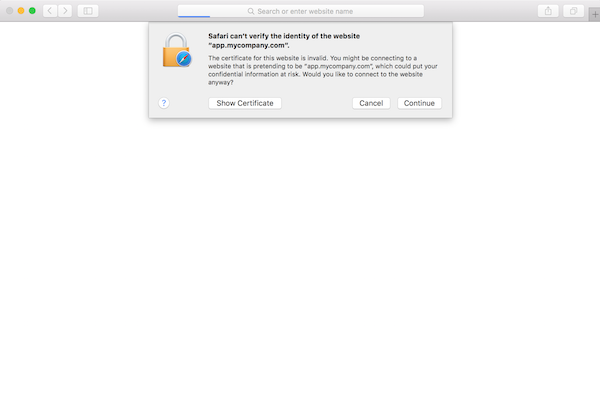 Search or enter website name
Safari can't verify the identity of the website
“app.mycompany.com”.
The certificate for this website is invalid. You might be connecting to a
website that is pretending to be “app.mycompany.com”, which could put your
confidential information at risk. Would you like to connect to the website
anyway?
?
Show Certificate
Cancel
Continue